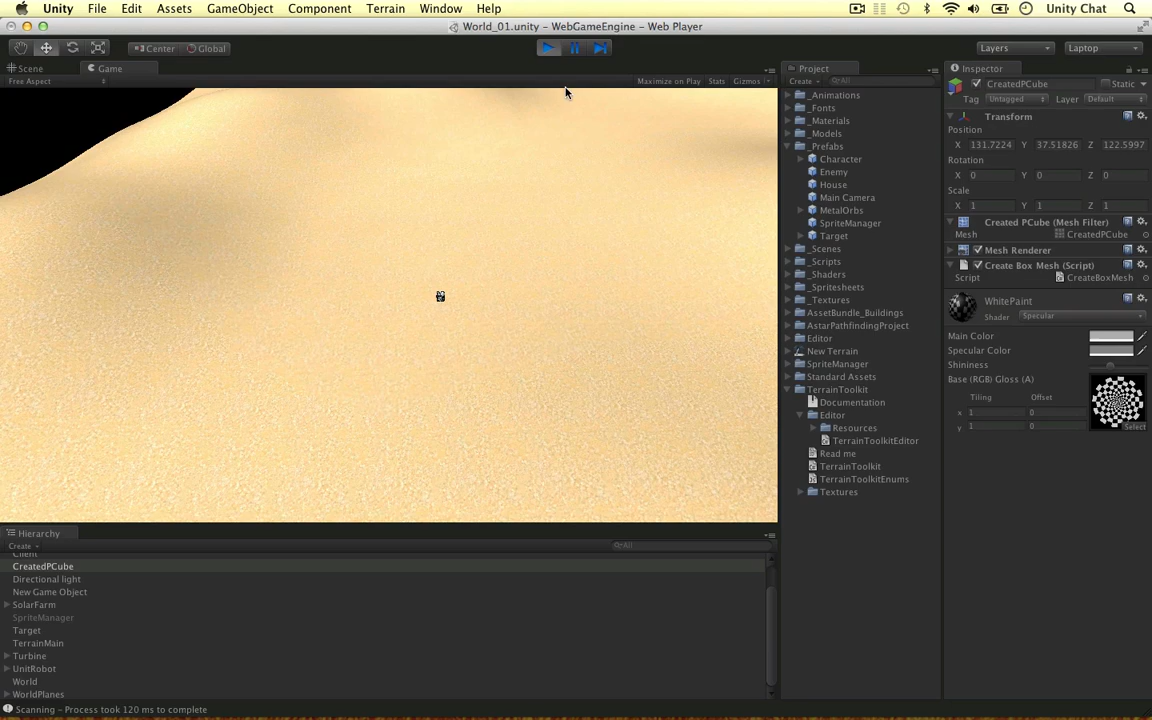 Unity File Edit Assets GameObject Component Terrain Window Help Unity Chat
World_01.unity – WebGameEngine – Web Player
Center Global Layers Laptop
Scene Game Project Inspector
Free Aspect Maximize on Play Stats Gizmos Create All
CreatedPCube Static
Tag Untagged Layer Default
Transform
Position
X 131.7224 Y 37.51826 Z 122.5997
Rotation
X 0 Y 0 Z 0
Scale
X 1 Y 1 Z 1
Created PCube (Mesh Filter)
Mesh CreatedPCube
Mesh Renderer
Create Box Mesh (Script)
Script CreateBoxMesh
WhitePaint
Shader Specular
Main Color
Specular Color
Shininess
Base (RGB) Gloss (A)
Tiling Offset
x 1 0
y 1 0
Select
_Animations
_Fonts
_Materials
_Models
_Prefabs
Character
Enemy
House
Main Camera
MetalOrbs
SpriteManager
Target
_Scenes
_Scripts
_Shaders
_Spritesheets
_Textures
AssetBundle_Buildings
AstarPathfindingProject
Editor
New Terrain
SpriteManager
Standard Assets
TerrainToolkit
Documentation
Editor
Resources
TerrainToolkitEditor
Read me
TerrainToolkit
TerrainToolkitEnums
Textures
Hierarchy
Create All
Client
CreatedPCube
Directional light
New Game Object
SolarFarm
SpriteManager
Target
TerrainMain
Turbine
UnitRobot
World
WorldPlanes
Scanning – Process took 120 ms to complete